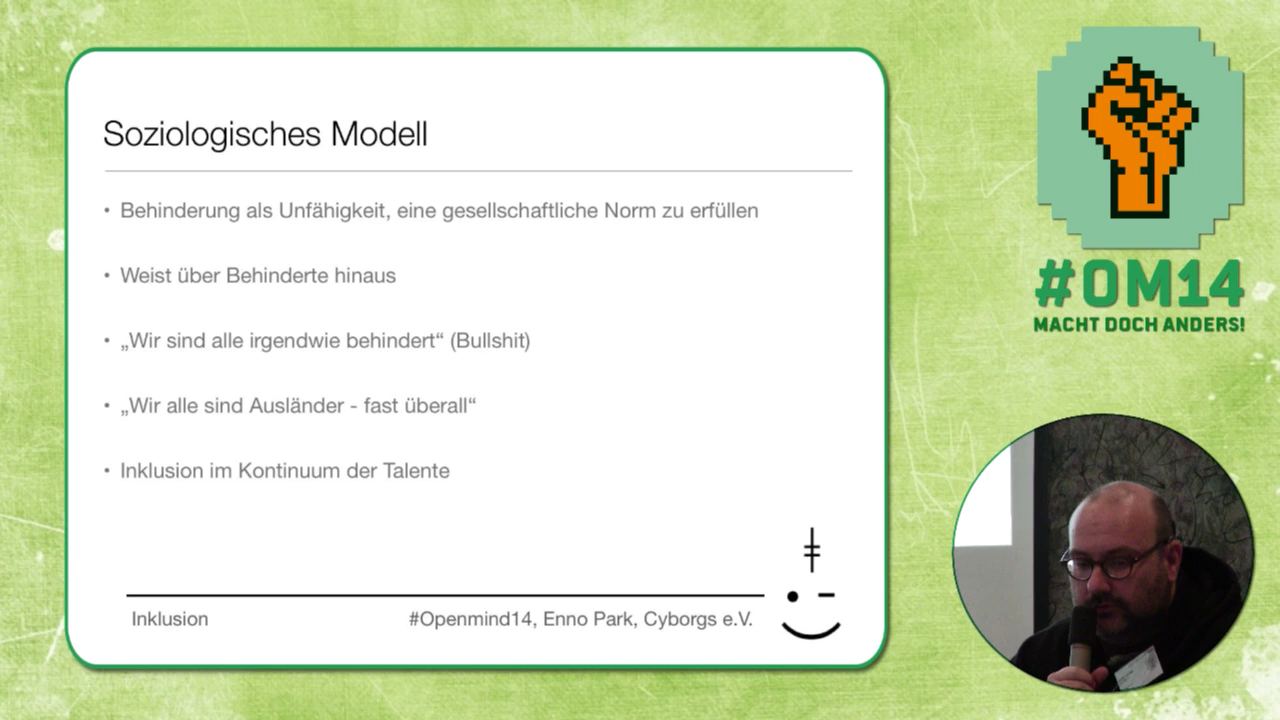 Soziologisches Modell
• Behinderung als Unfähigkeit, eine gesellschaftliche Norm zu erfüllen
• Weist über Behinderte hinaus
• „Wir sind alle irgendwie behindert“ (Bullshit)
• „Wir alle sind Ausländer - fast überall“
• Inklusion im Kontinuum der Talente
Inklusion
#Openmind14, Enno Park, Cyborgs e.V.
#OM14
MACHT DOCH ANDERS!